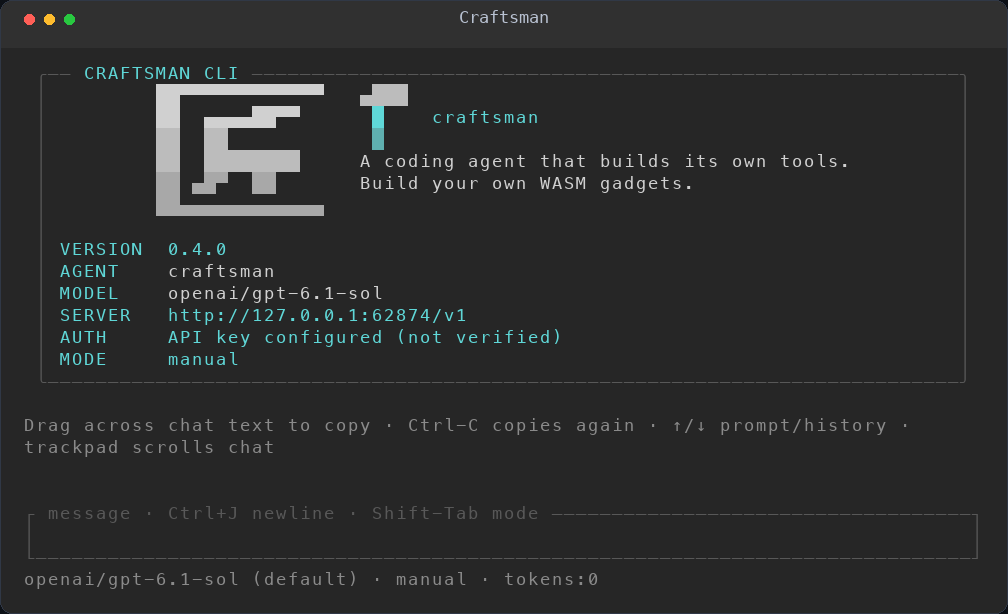 Craftsman
CRAFTSMAN CLI
craftsman
A coding agent that builds its own tools.
Build your own WASM gadgets.
VERSION 0.4.0
AGENT craftsman
MODEL openai/gpt-6.1-sol
SERVER http://127.0.0.1:62874/v1
AUTH API key configured (not verified)
MODE manual
Drag across chat text to copy · Ctrl-C copies again · ↑/↓ prompt/history ·
trackpad scrolls chat
message · Ctrl+J newline · Shift-Tab mode
openai/gpt-6.1-sol (default) · manual · tokens:0